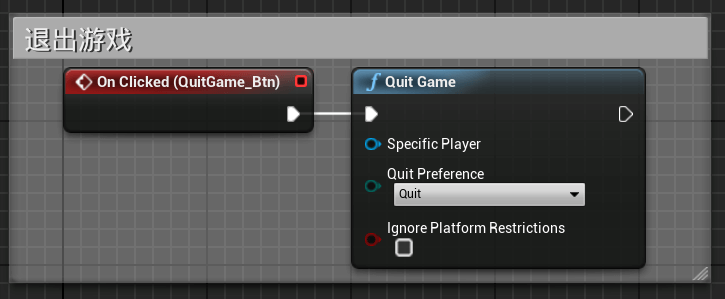 退出游戏
On Clicked (QuitGame_Btn)
Quit Game
Specific Player
Quit Preference
Quit
Ignore Platform Restrictions